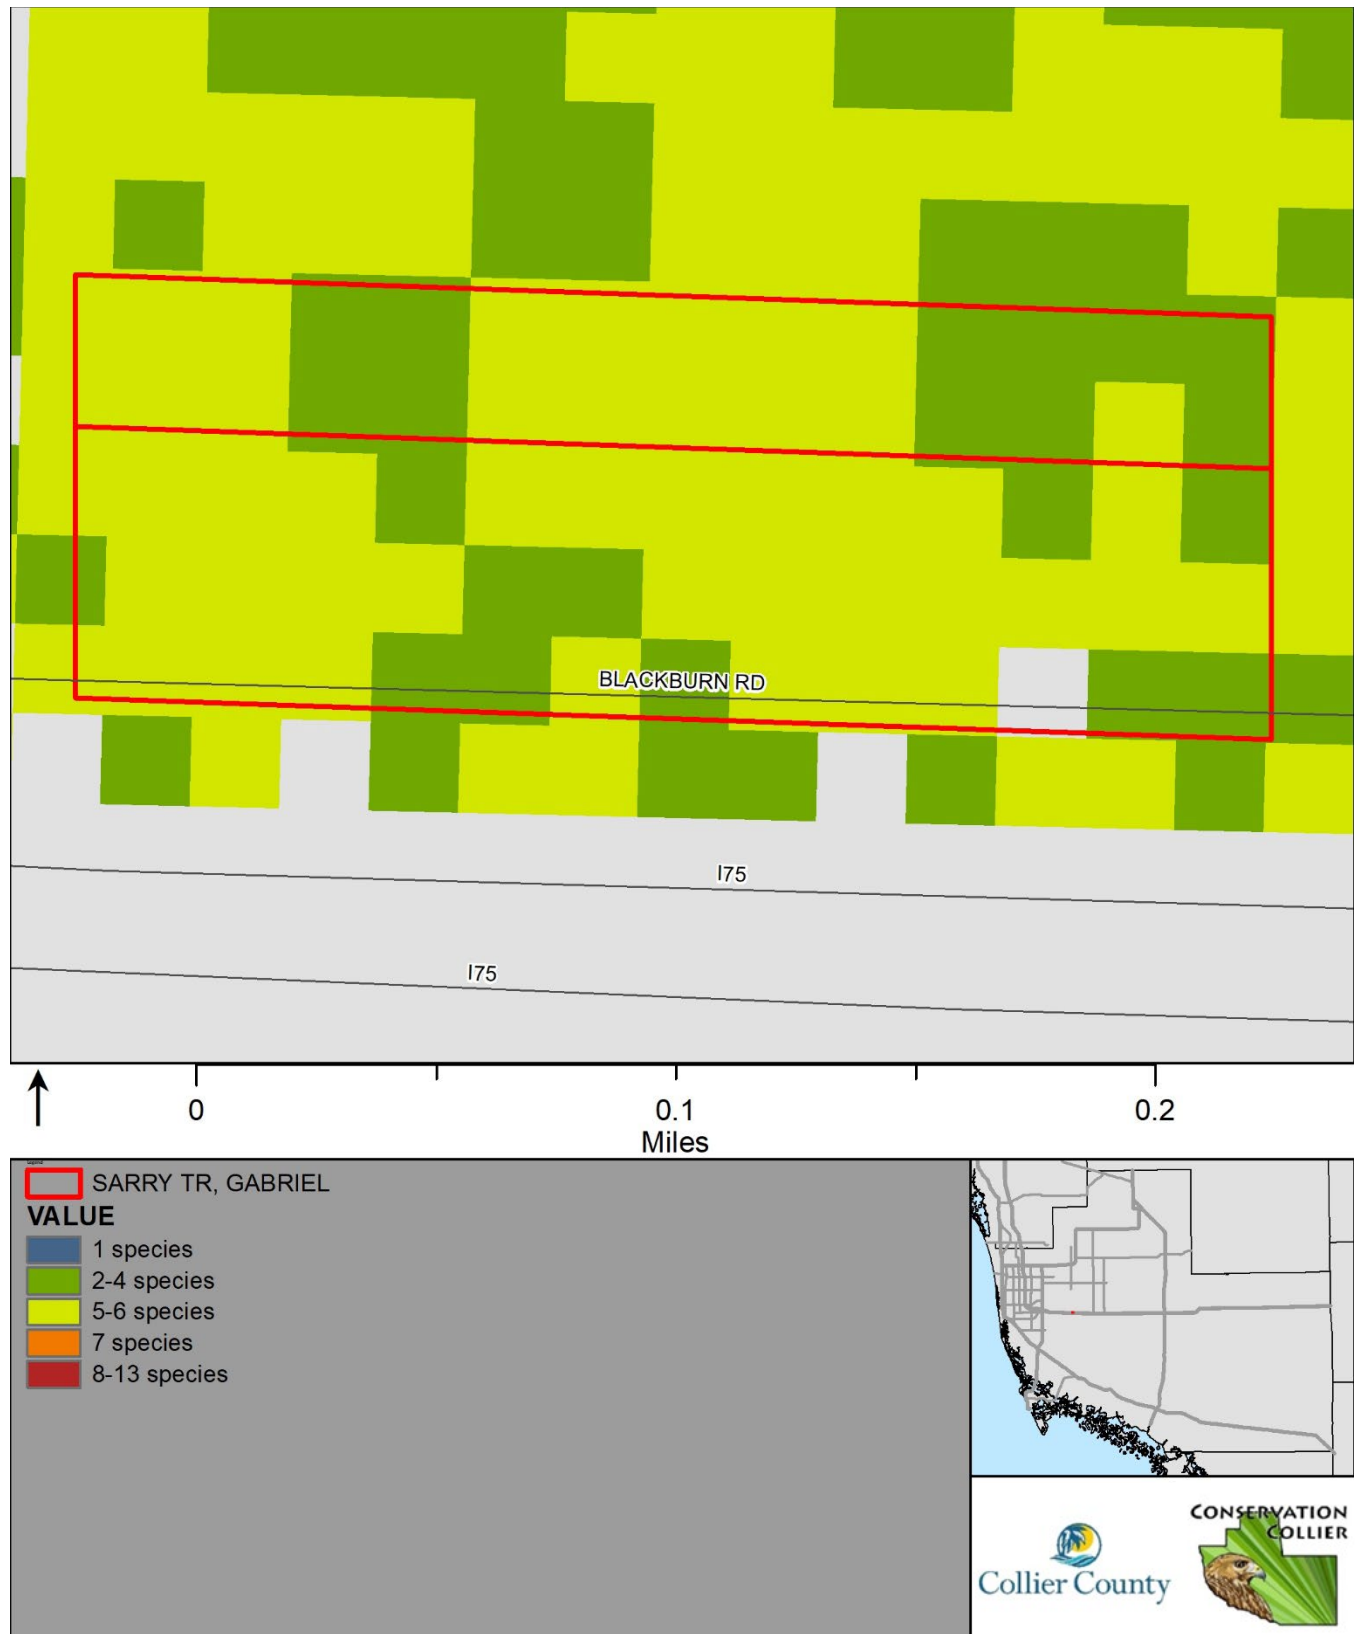 BLACKBURN RD
I75
I75
0 0.1 0.2
Miles
SARRY TR, GABRIEL
VALUE
1 species
2-4 species
5-6 species
7 species
8-13 species
CONSERVATION
COLLIER
Collier County